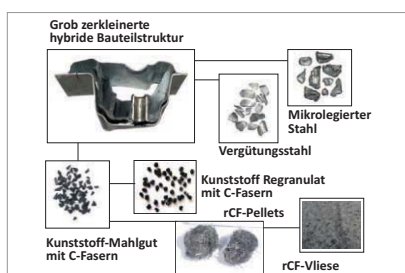 Grob zerkleinerte
hybride Bauteilstruktur
Mikrolegierter
Stahl
Vergütungsstahl
Kunststoff Regranulat
mit C-Fasern
rCF-Pellets
Kunststoff-Mahlgut
mit C-Fasern
rCF-Vliese